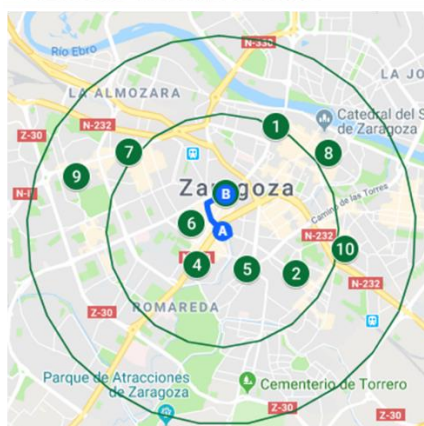 N-330
Río Ebro
LA JO
LA ALMOZARA
Catedral del S
de Zaragoza
Z-30
N-232
1
7
8
9
N-II
Zaragoza
B
Camino de las Torres
6
A
N-232
10
4
5
2
N-232
ROMAREDA
Z-30
Parque de Atracciones
de Zaragoza
Cementerio de Torrero
Z-30
Z-30